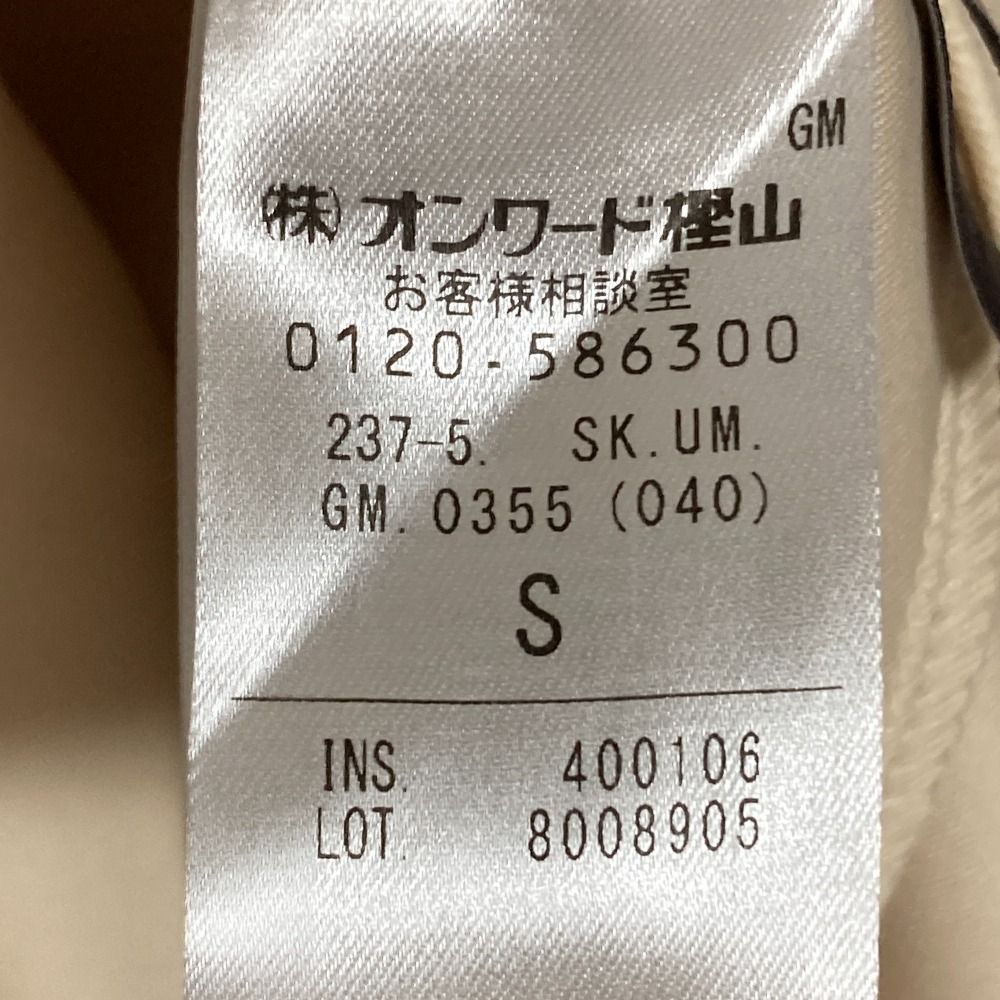 GM
(株)オンワード樫山
お客様相談室
0120-586300
237-5. SK.UM.
GM.0355(040)
S
INS. 400106
LOT. 8008905